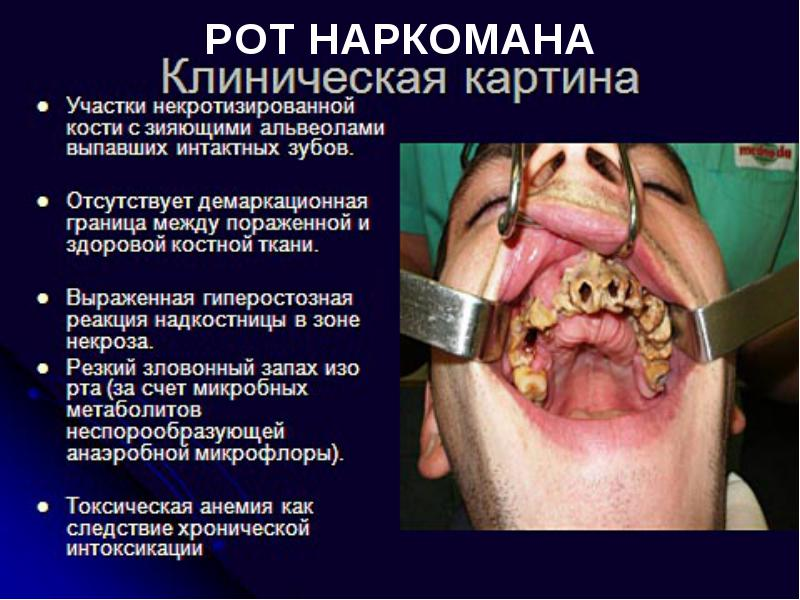 РОТ НАРКОМАНА
Клиническая картина
● Участки некротизированной
кости с зияющими альвеолами
выпавших интактных зубов.
● Отсутствует демаркационная
граница между пораженной и
здоровой костной ткани.
● Выраженная гиперостозная
реакция надкостницы в зоне
некроза.
● Резкий зловонный запах изо
рта (за счет микробных
метаболитов
неспорообразующей
анаэробной микрофлоры).
● Токсическая анемия как
следствие хронической
интоксикации